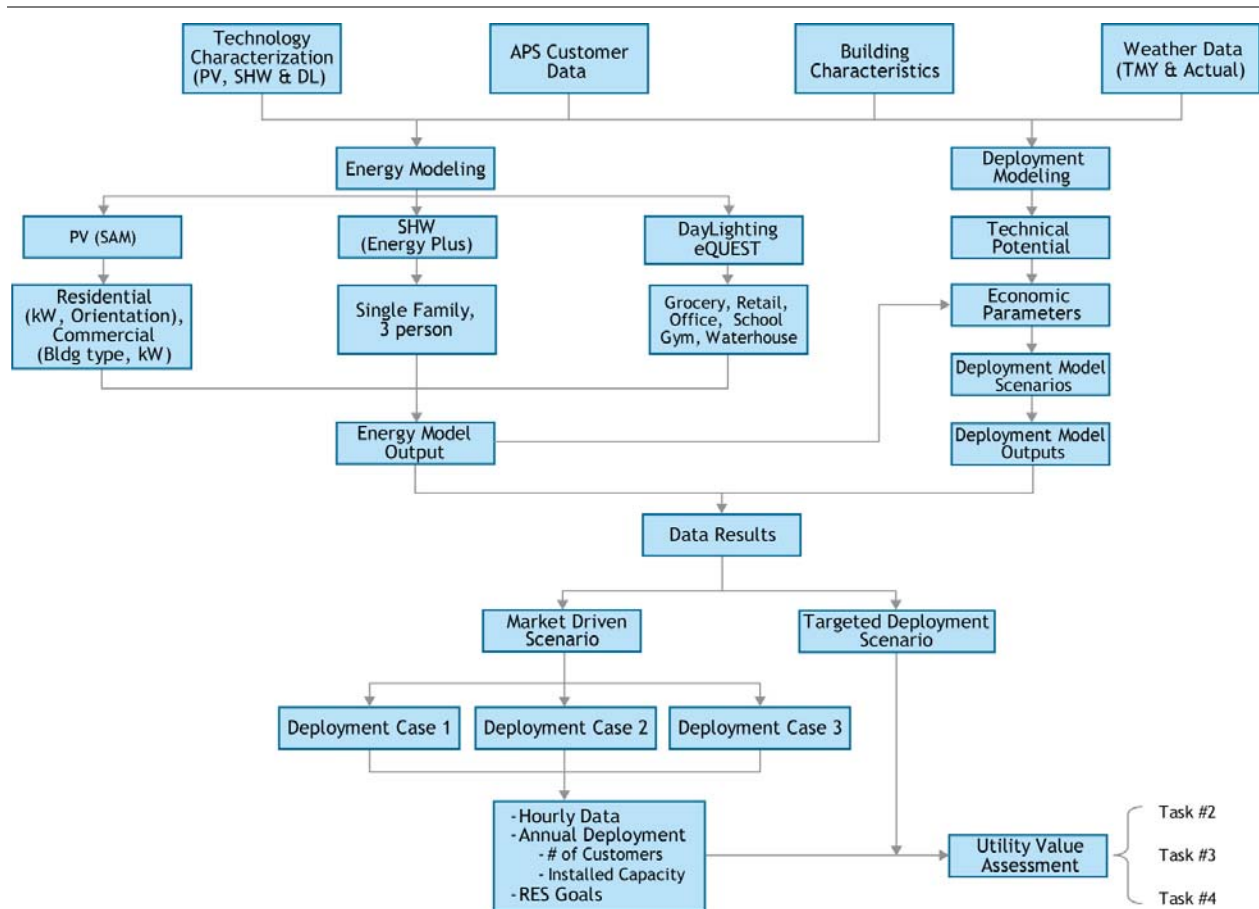 Technology
Characterization
(PV, SHW & DL)
APS Customer
Data
Building
Characteristics
Weather Data
(TMY & Actual)
Energy Modeling
Deployment
Modeling
PV (SAM)
SHW
(Energy Plus)
DayLighting
eQUEST
Technical
Potential
Residential
(kW, Orientation),
Commercial
(Bldg type, kW)
Single Family,
3 person
Grocery, Retail,
Office, School
Gym, Waterhouse
Economic
Parameters
Deployment Model
Scenarios
Energy Model
Output
Deployment Model
Outputs
Data Results
Market Driven
Scenario
Targeted Deployment
Scenario
Deployment Case 1
Deployment Case 2
Deployment Case 3
- Hourly Data
- Annual Deployment
- # of Customers
- Installed Capacity
- RES Goals
Utility Value
Assessment
Task #2
Task #3
Task #4